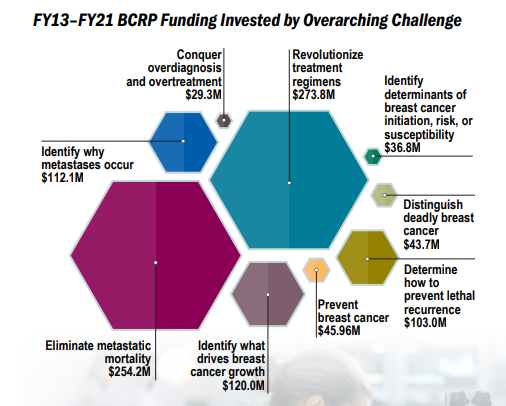 FY13–FY21 BCRP Funding Invested by Overarching Challenge
Conquer
overdiagnosis
and overtreatment
$29.3M
Revolutionize
treatment
regimens
$273.8M
Identify
determinants of
breast cancer
initiation, risk, or
susceptibility
$36.8M
Identify why
metastases occur
$112.1M
Distinguish
deadly breast
cancer
$43.7M
Determine
how to
prevent lethal
recurrence
$103.0M
Prevent
breast cancer
$45.96M
Eliminate metastatic
mortality
$254.2M
Identify what
drives breast
cancer growth
$120.0M